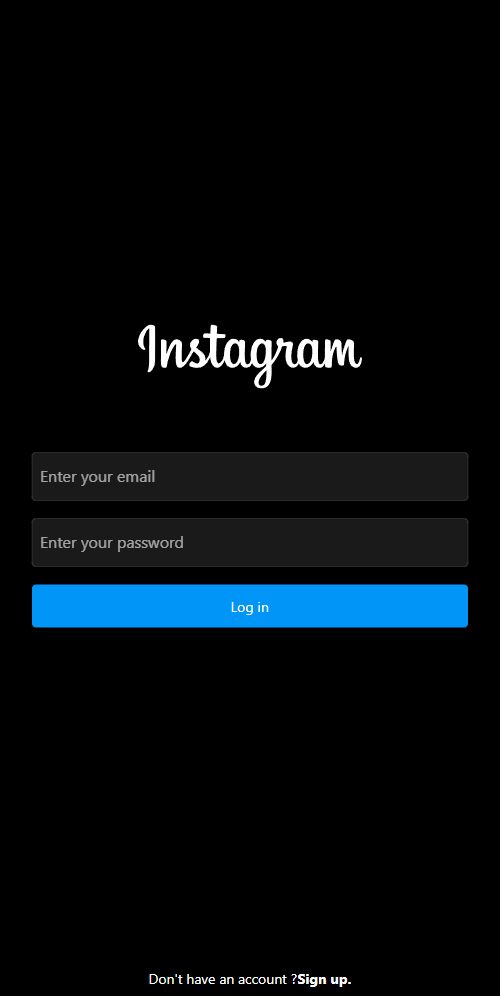 Instagram
Enter your email
Enter your password
Log in
Don't have an account ?Sign up.